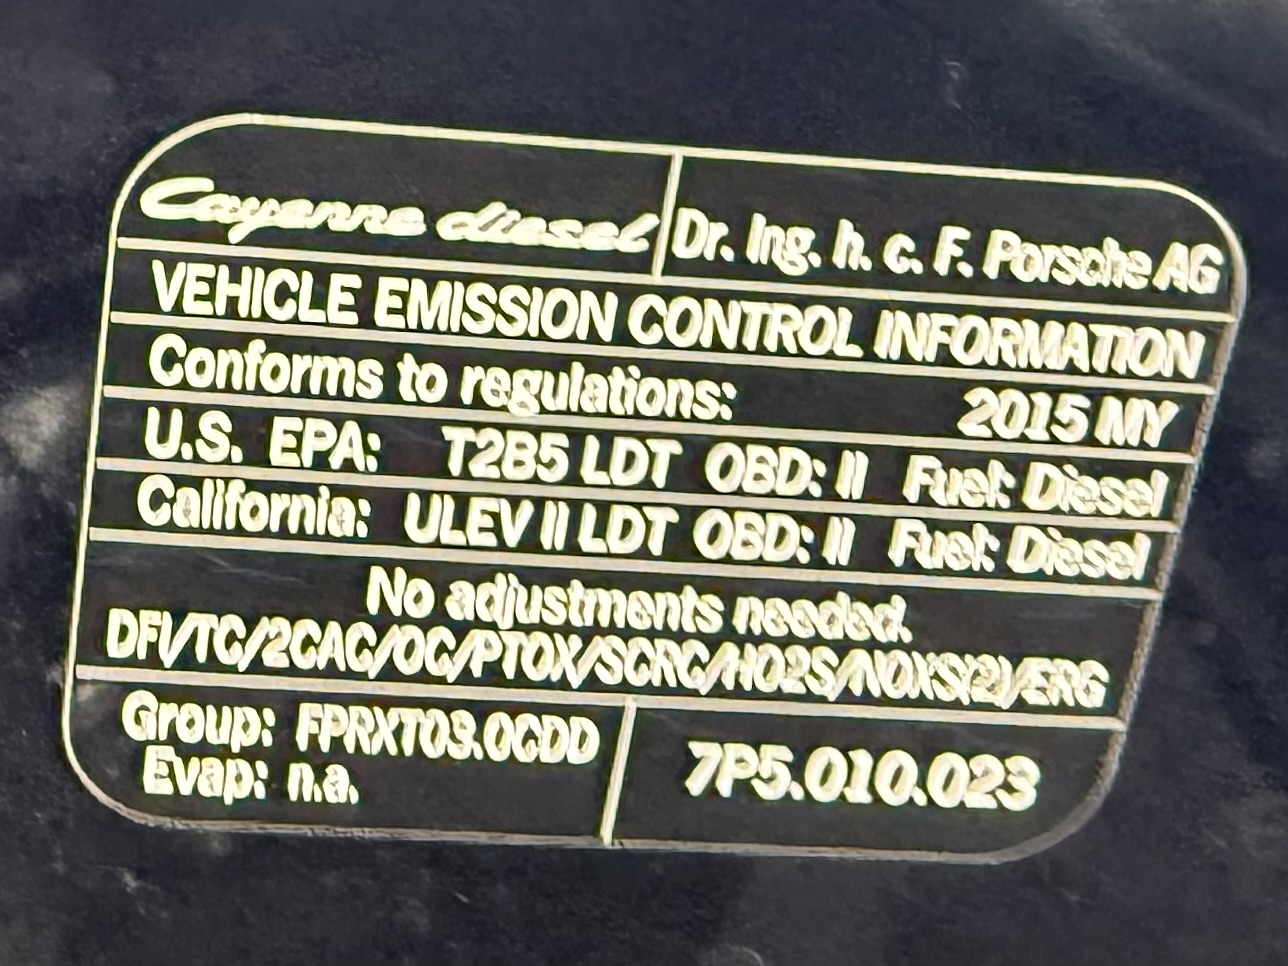 Cayenne diesel Dr. Ing. h. c. F. Porsche AG
VEHICLE EMISSION CONTROL INFORMATION
Conforms to regulations: 2015 MY
U.S. EPA: T2B5 LDT OBD: II Fuel: Diesel
California: ULEV II LDT OBD: II Fuel: Diesel
No adjustments needed.
DFI/TC/2CAC/OC/PTOX/SCRC/HO2S/NOXS(2)/ERG
Group: FPRXT03.0CDD
Evap: n.a.
7P5.010.023